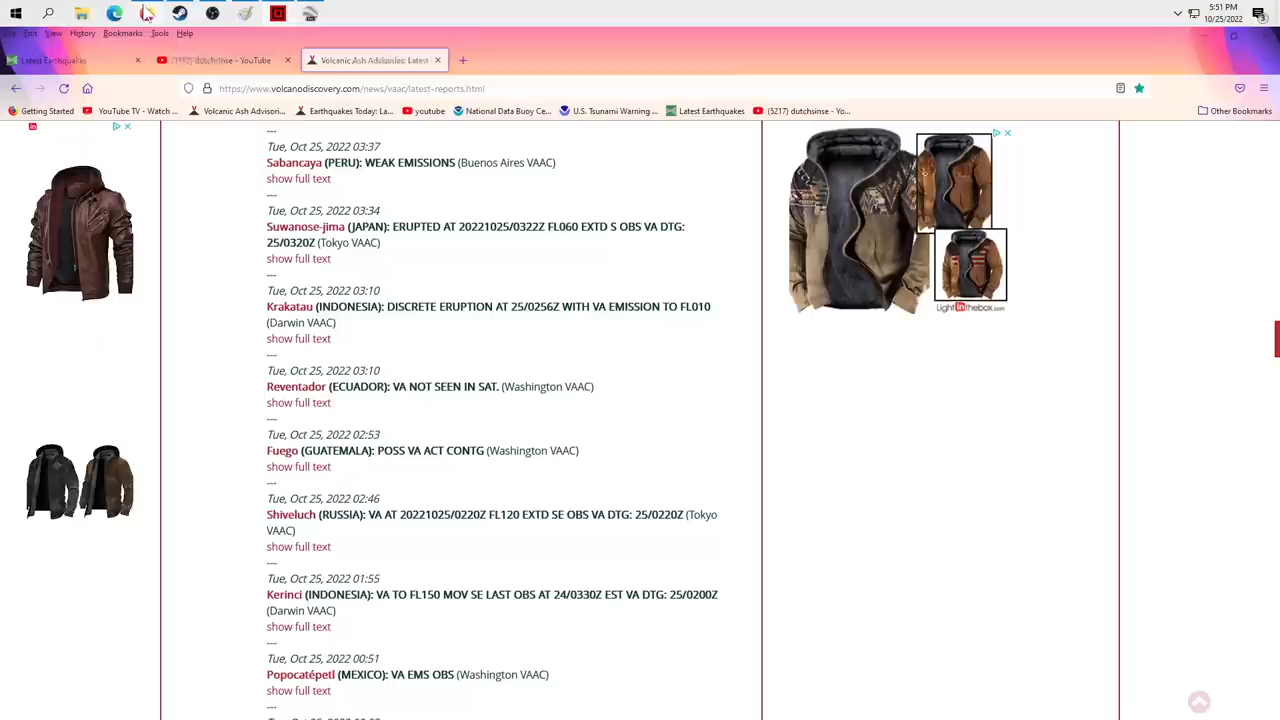 5:51 PM
10/25/2022
3
Edit View History Bookmarks Tools Help
Latest Earthquakes
dutchsinse - YouTube
Volcanic Ash Advisories: Latest
https://www.volcanodiscovery.com/news/vaac/latest-reports.html
Getting Started
YouTube TV - Watch ...
Volcanic Ash Advisori...
Earthquakes Today: La...
youtube
National Data Buoy Ce...
U.S. Tsunami Warning ...
Latest Earthquakes
(5217) dutchsinse - Yo...
Other Bookmarks
---
Tue, Oct 25, 2022 03:37
Sabancaya (PERU): WEAK EMISSIONS (Buenos Aires VAAC)
show full text
---
Tue, Oct 25, 2022 03:34
Suwanose-jima (JAPAN): ERUPTED AT 20221025/0322Z FL060 EXTD S OBS VA DTG:
25/0320Z (Tokyo VAAC)
show full text
---
Tue, Oct 25, 2022 03:10
Krakatau (INDONESIA): DISCRETE ERUPTION AT 25/0256Z WITH VA EMISSION TO FL010
(Darwin VAAC)
show full text
---
Tue, Oct 25, 2022 03:10
Reventador (ECUADOR): VA NOT SEEN IN SAT. (Washington VAAC)
show full text
---
Tue, Oct 25, 2022 02:53
Fuego (GUATEMALA): POSS VA ACT CONTG (Washington VAAC)
show full text
---
Tue, Oct 25, 2022 02:46
Shiveluch (RUSSIA): VA AT 20221025/0220Z FL120 EXTD SE OBS VA DTG: 25/0220Z (Tokyo
VAAC)
show full text
---
Tue, Oct 25, 2022 01:55
Kerinci (INDONESIA): VA TO FL150 MOV SE LAST OBS AT 24/0330Z EST VA DTG: 25/0200Z
(Darwin VAAC)
show full text
---
Tue, Oct 25, 2022 00:51
Popocatépetl (MEXICO): VA EMS OBS (Washington VAAC)
show full text
---
in
LightInthebox.com